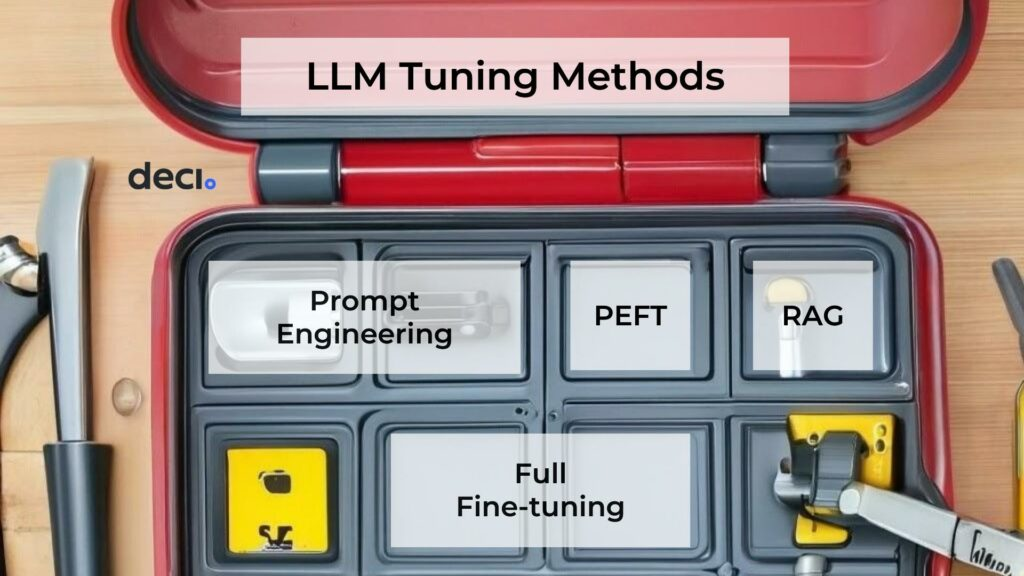 LLM Tuning Methods
deci.
Prompt
Engineering
PEFT
RAG
Full
Fine-tuning